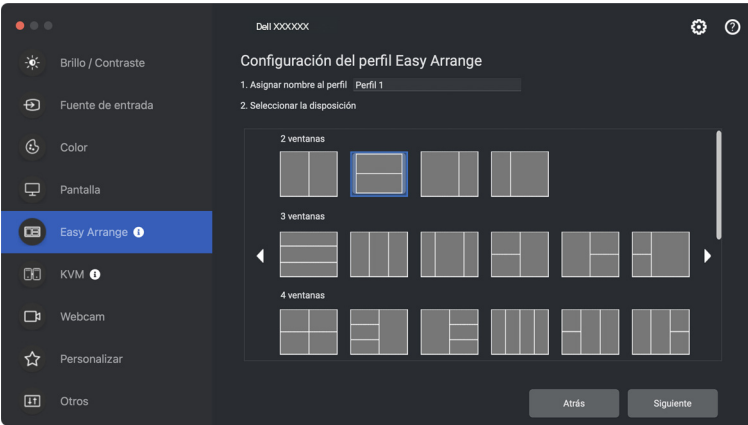 Dell XXXXXX
Brillo / Contraste
Fuente de entrada
Color
Pantalla
Easy Arrange
KVM
Webcam
Personalizar
Otros
Configuración del perfil Easy Arrange
1. Asignar nombre al perfil Perfil 1
2. Seleccionar la disposición
2 ventanas
3 ventanas
4 ventanas
Atrás Siguiente